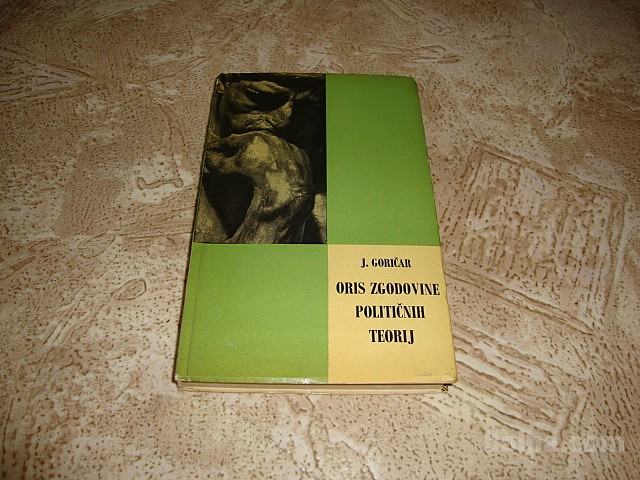 J. GORIČAR
ORIS ZGODOVINE
POLITIČNIH
TEORIJ